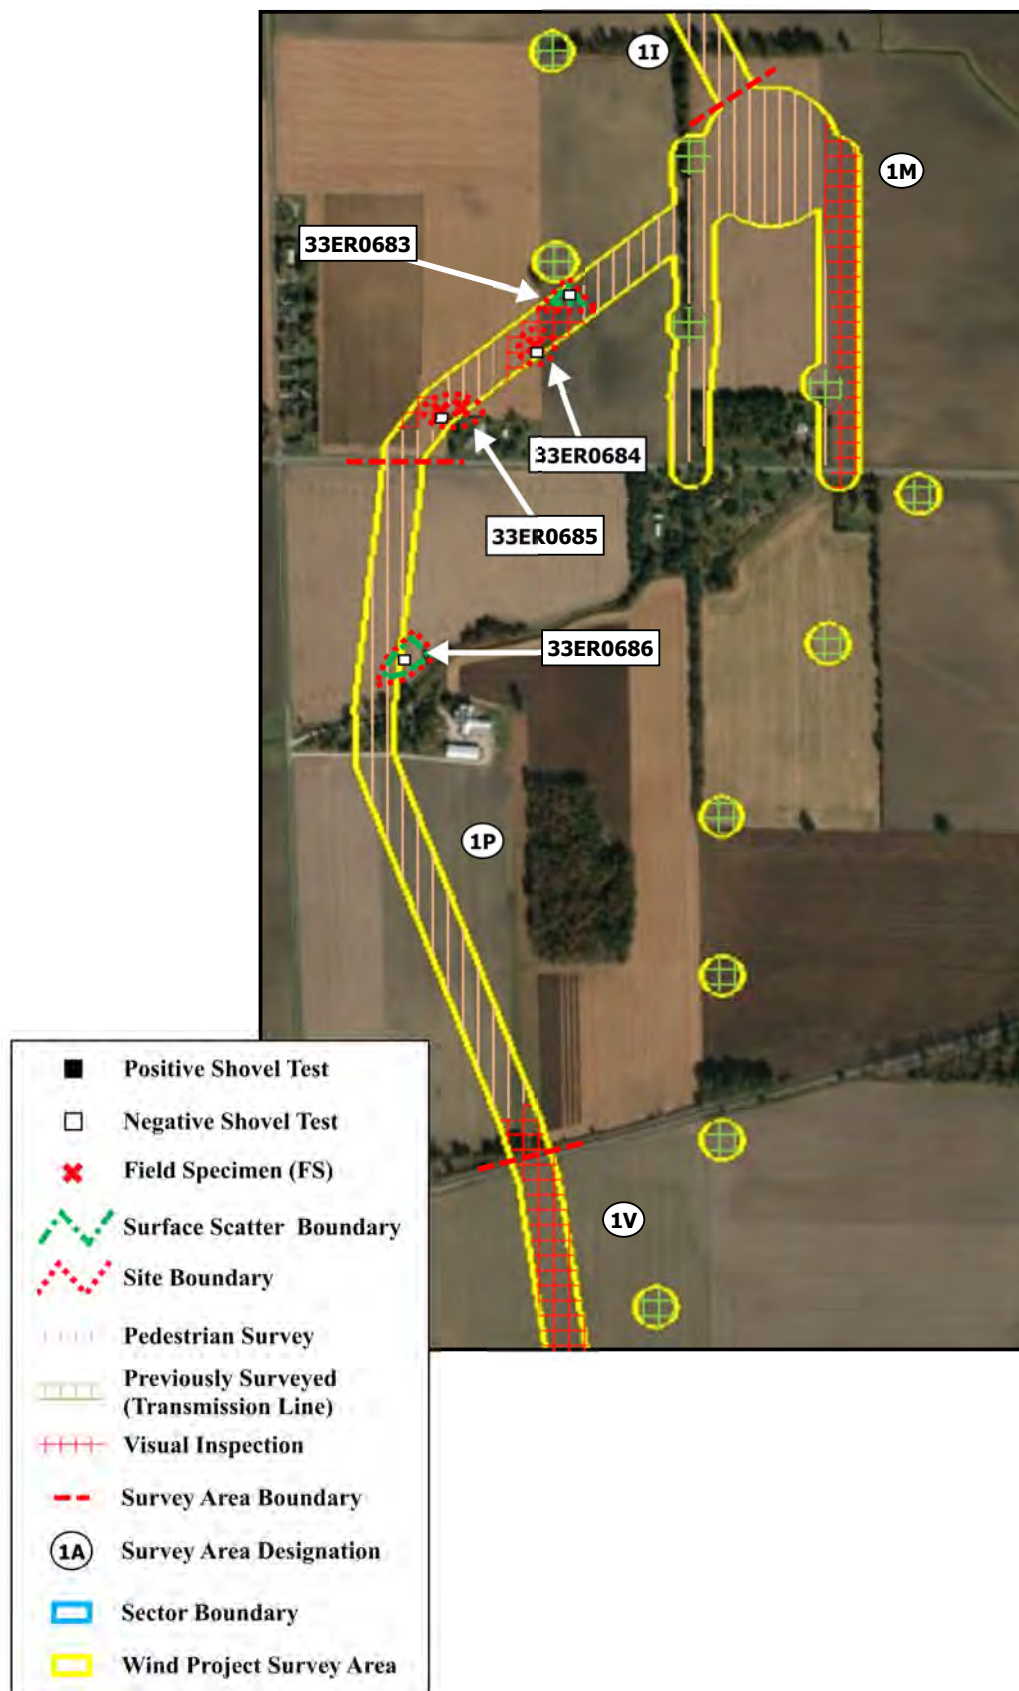 1I
1M
33ER0683
33ER0684
33ER0685
33ER0686
1P
1V
Positive Shovel Test
Negative Shovel Test
Field Specimen (FS)
Surface Scatter Boundary
Site Boundary
Pedestrian Survey
Previously Surveyed
(Transmission Line)
Visual Inspection
Survey Area Boundary
1A Survey Area Designation
Sector Boundary
Wind Project Survey Area